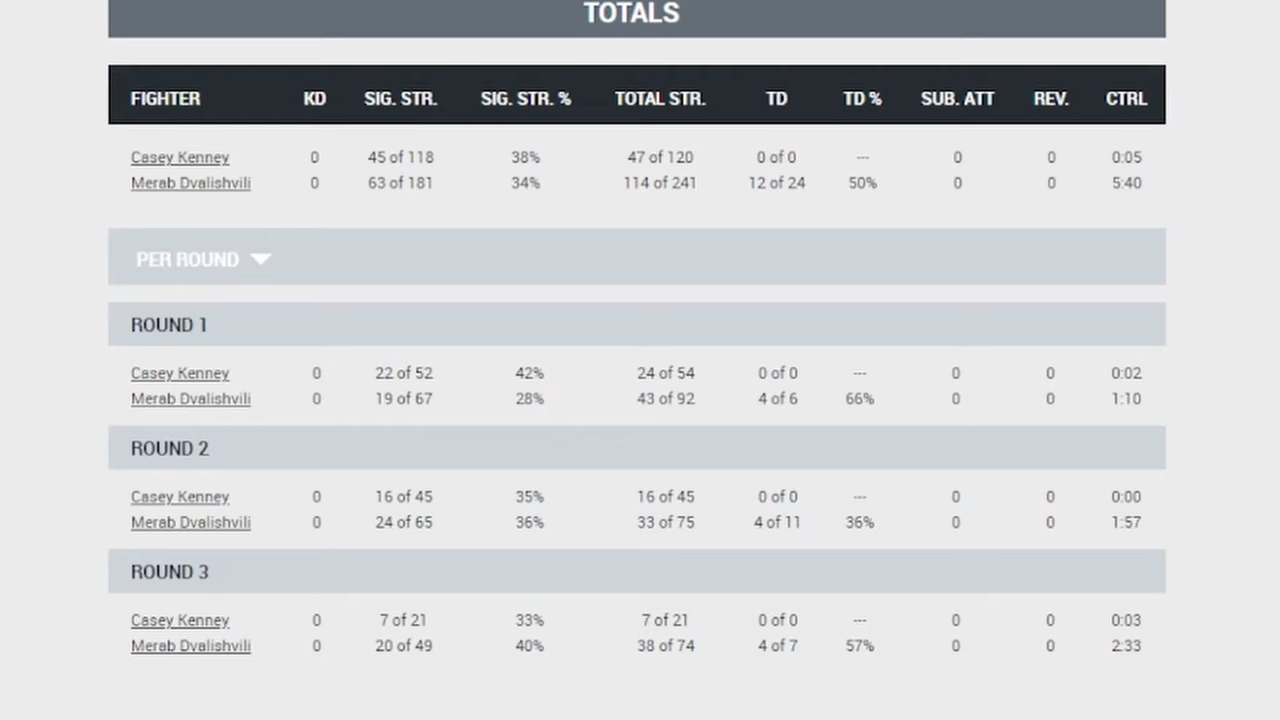 TOTALS
FIGHTER KD SIG. STR. SIG. STR. % TOTAL STR. TD TD % SUB. ATT REV. CTRL
Casey Kenney 0 45 of 118 38% 47 of 120 0 of 0 --- 0 0 0:05
Merab Dvalishvili 0 63 of 181 34% 114 of 241 12 of 24 50% 0 0 5:40
PER ROUND
ROUND 1
Casey Kenney 0 22 of 52 42% 24 of 54 0 of 0 --- 0 0 0:02
Merab Dvalishvili 0 19 of 67 28% 43 of 92 4 of 6 66% 0 0 1:10
ROUND 2
Casey Kenney 0 16 of 45 35% 16 of 45 0 of 0 --- 0 0 0:00
Merab Dvalishvili 0 24 of 65 36% 33 of 75 4 of 11 36% 0 0 1:57
ROUND 3
Casey Kenney 0 7 of 21 33% 7 of 21 0 of 0 --- 0 0 0:03
Merab Dvalishvili 0 20 of 49 40% 38 of 74 4 of 7 57% 0 0 2:33